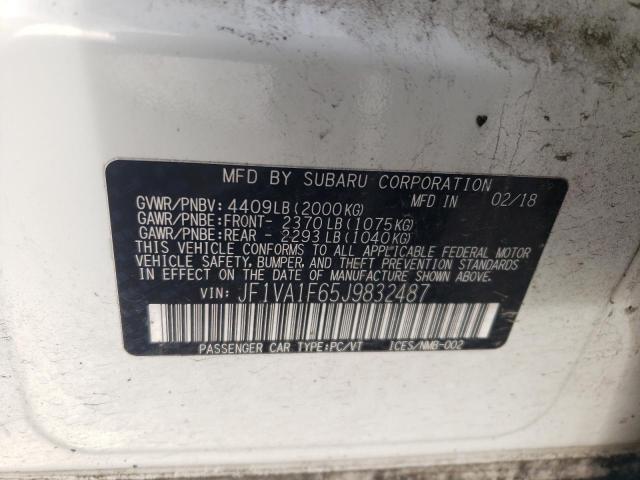 MFD BY SUBARU CORPORATION
GVWR/PNBV: 4409LB(2000KG) MFD IN 02/18
GAWR/PNBE:FRONT- 2370LB(1075KG)
GAWR/PNBE:REAR - 2293LB(1040KG)
THIS VEHICLE CONFORMS TO ALL APPLICABLE FEDERAL MOTOR
VEHICLE SAFETY, BUMPER, AND THEFT PREVENTION STANDARDS
IN EFFECT ON THE DATE OF MANUFACTURE SHOWN ABOVE.
VIN: JF1VA1F65J9832487
PASSENGER CAR TYPE:PC/VT ICES/NMB-002